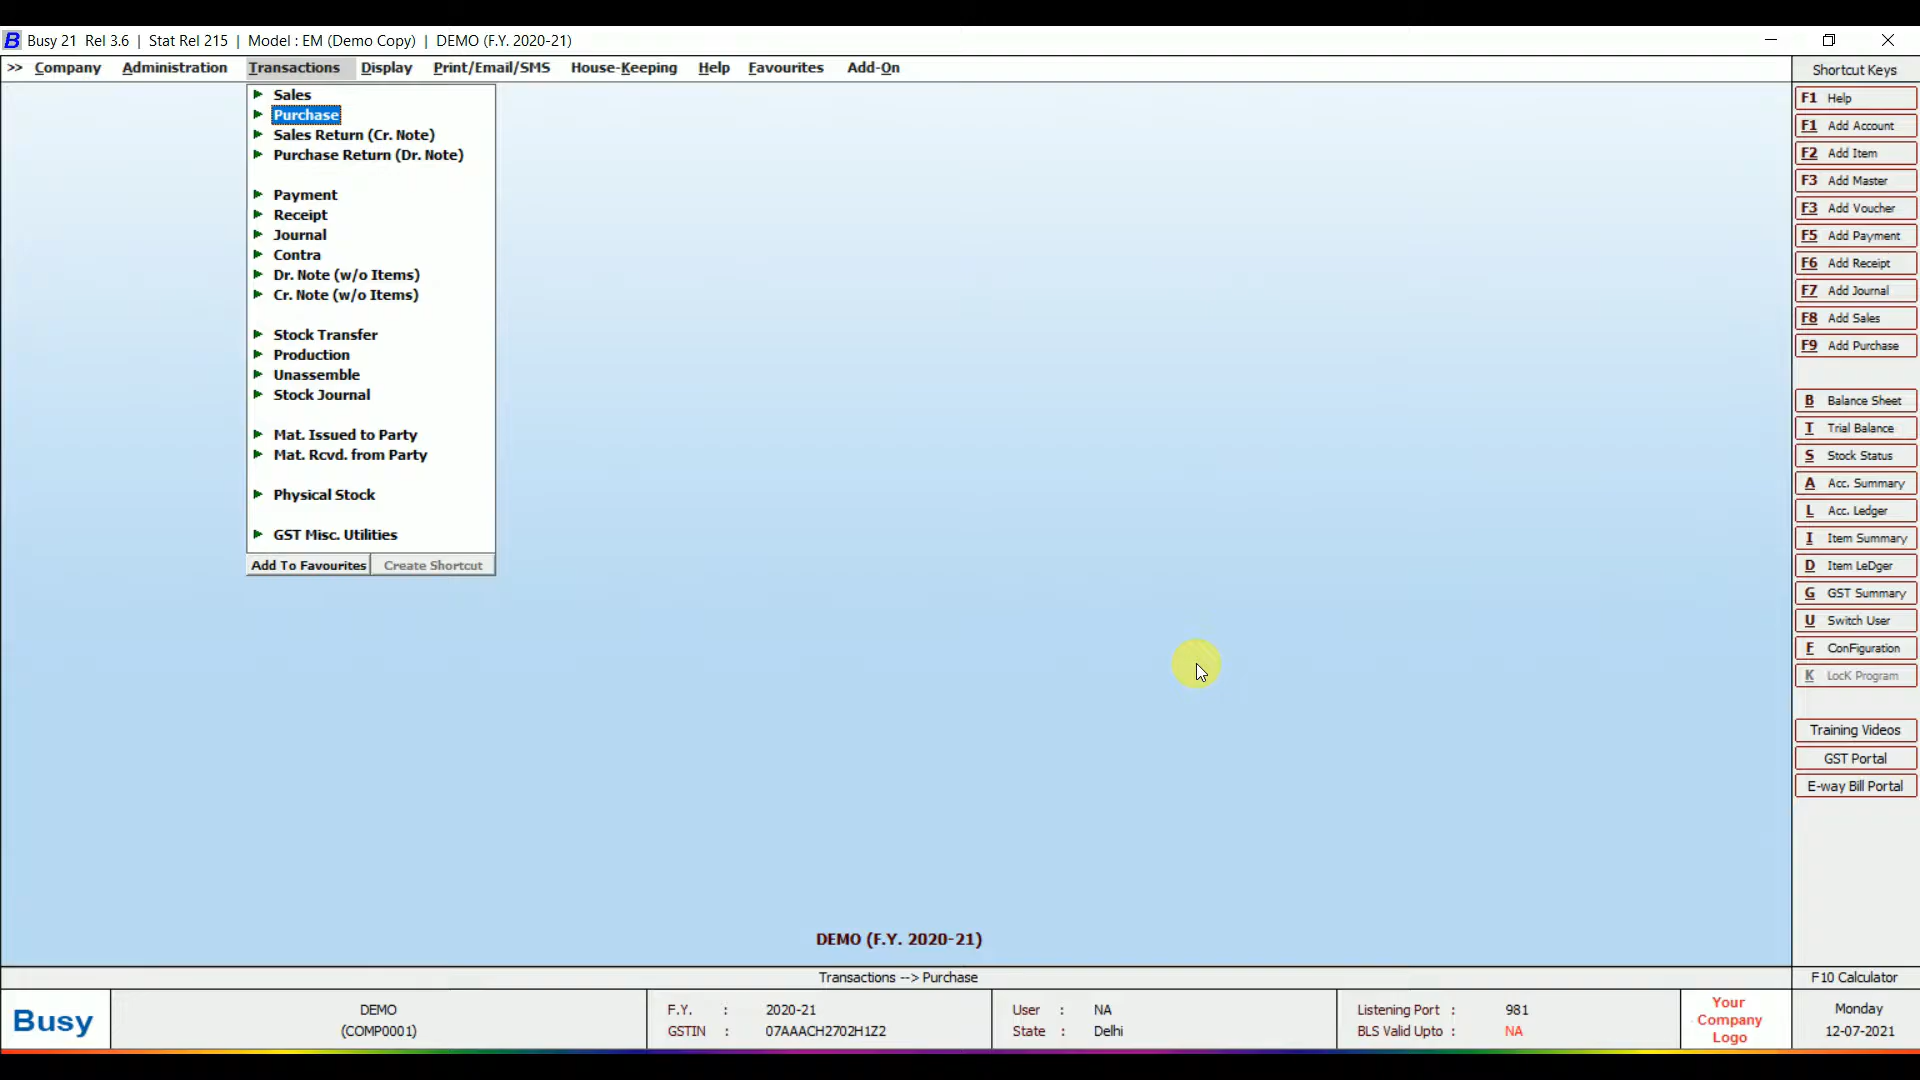 B Busy 21 Rel 3.6 | Stat Rel 215 | Model : EM (Demo Copy) | DEMO (F.Y. 2020-21)
>> Company Administration Transactions Display Print/Email/SMS House-Keeping Help Favourites Add-On
Sales
Purchase
Sales Return (Cr. Note)
Purchase Return (Dr. Note)
Payment
Receipt
Journal
Contra
Dr. Note (w/o Items)
Cr. Note (w/o Items)
Stock Transfer
Production
Unassemble
Stock Journal
Mat. Issued to Party
Mat. Rcvd. from Party
Physical Stock
GST Misc. Utilities
Add To Favourites Create Shortcut
Shortcut Keys
F1 Help
F1 Add Account
F2 Add Item
F3 Add Master
F3 Add Voucher
F5 Add Payment
F6 Add Receipt
F7 Add Journal
F8 Add Sales
F9 Add Purchase
B Balance Sheet
T Trial Balance
S Stock Status
A Acc. Summary
L Acc. Ledger
I Item Summary
D Item LeDger
G GST Summary
U Switch User
F ConFiguration
K LocK Program
Training Videos
GST Portal
E-way Bill Portal
DEMO (F.Y. 2020-21)
Transactions --> Purchase
F10 Calculator
Busy
DEMO
(COMP0001)
F.Y. : 2020-21
GSTIN : 07AAACH2702H1Z2
User : NA
State : Delhi
Listening Port : 981
BLS Valid Upto : NA
Your
Company
Logo
Monday
12-07-2021